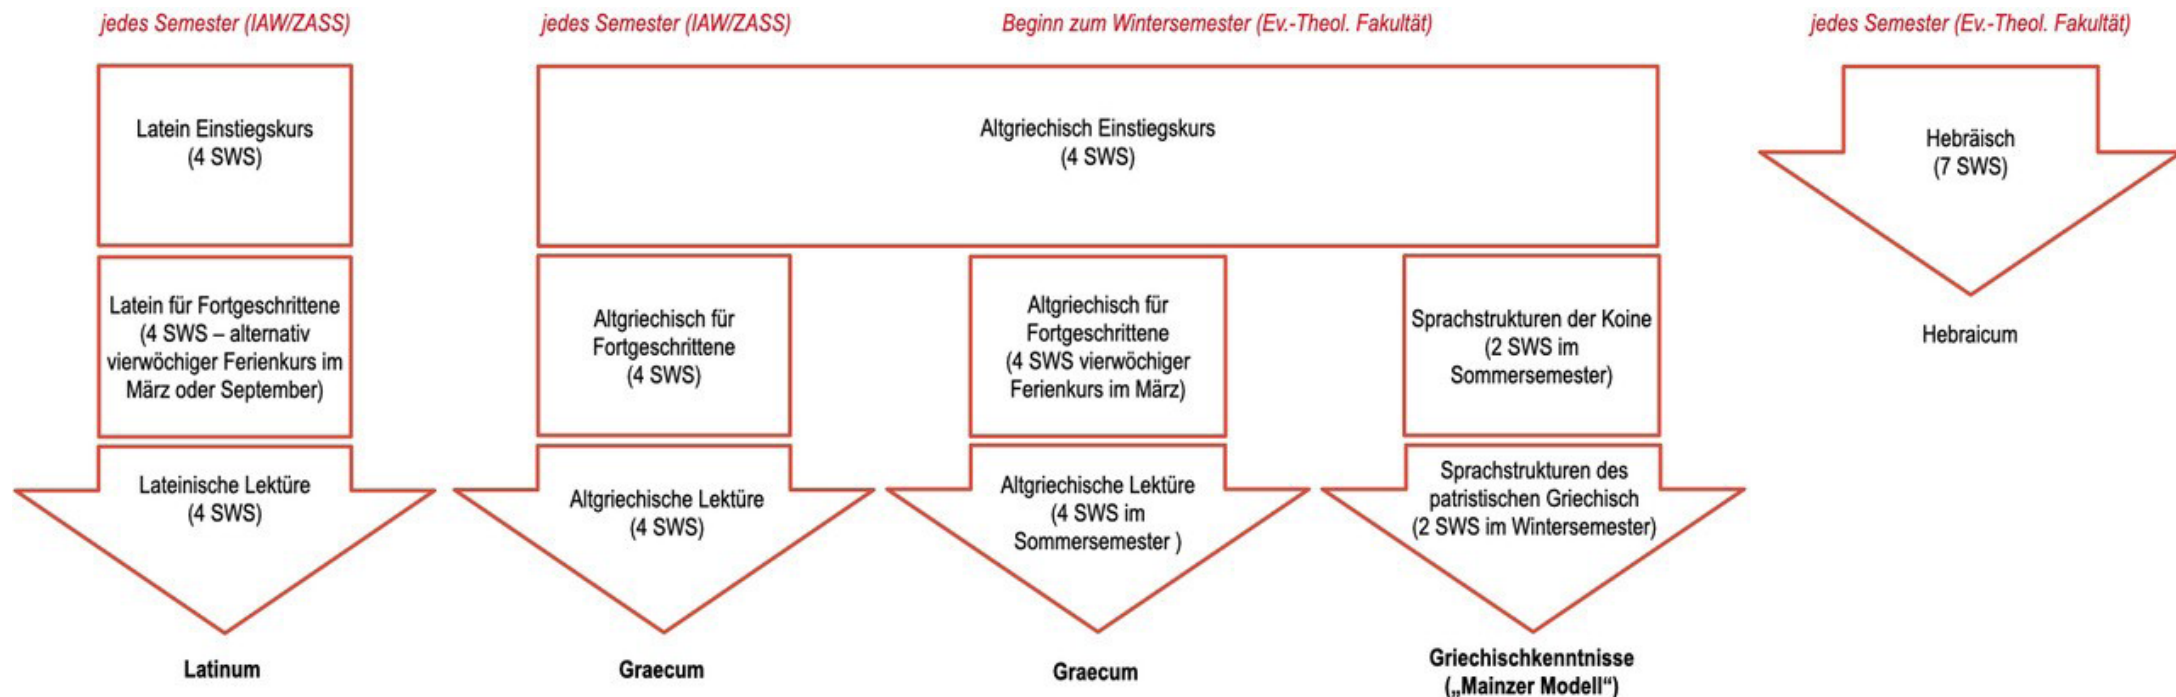 jedes Semester (IAW/ZASS)
jedes Semester (IAW/ZASS)
Beginn zum Wintersemester (Ev.-Theol. Fakultät)
jedes Semester (Ev.-Theol. Fakultät)
Latein Einstiegskurs
(4 SWS)
Altgriechisch Einstiegskurs
(4 SWS)
Hebräisch
(7 SWS)
Latein für Fortgeschrittene
(4 SWS – alternativ
vierwöchiger Ferienkurs im
März oder September)
Altgriechisch für
Fortgeschrittene
(4 SWS)
Altgriechisch für
Fortgeschrittene
(4 SWS vierwöchiger
Ferienkurs im März)
Sprachstrukturen der Koine
(2 SWS im
Sommersemester)
Hebraicum
Lateinische Lektüre
(4 SWS)
Altgriechische Lektüre
(4 SWS)
Altgriechische Lektüre
(4 SWS im
Sommersemester )
Sprachstrukturen des
patristischen Griechisch
(2 SWS im Wintersemester)
Latinum
Graecum
Graecum
Griechischkenntnisse
(„Mainzer Modell“)